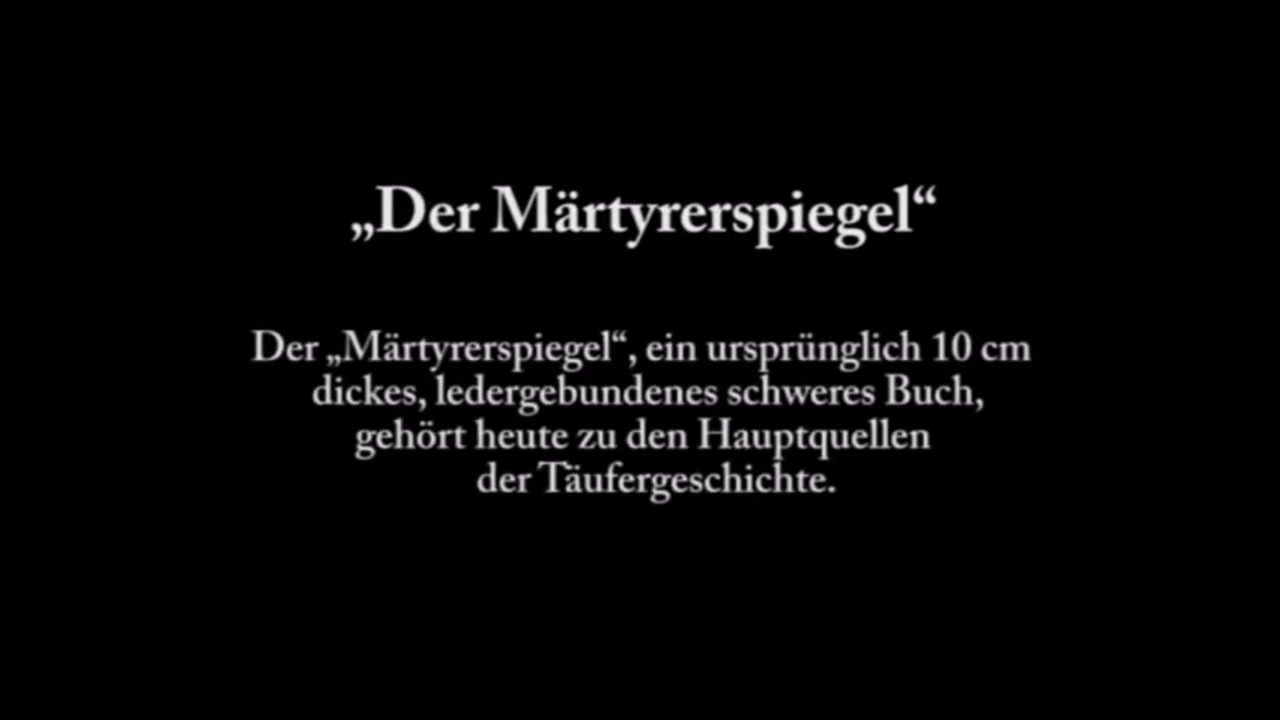 „Der Märtyrerspiegel“
Der „Märtyrerspiegel“, ein ursprünglich 10 cm
dickes, ledergebundenes schweres Buch,
gehört heute zu den Hauptquellen
der Täufergeschichte.